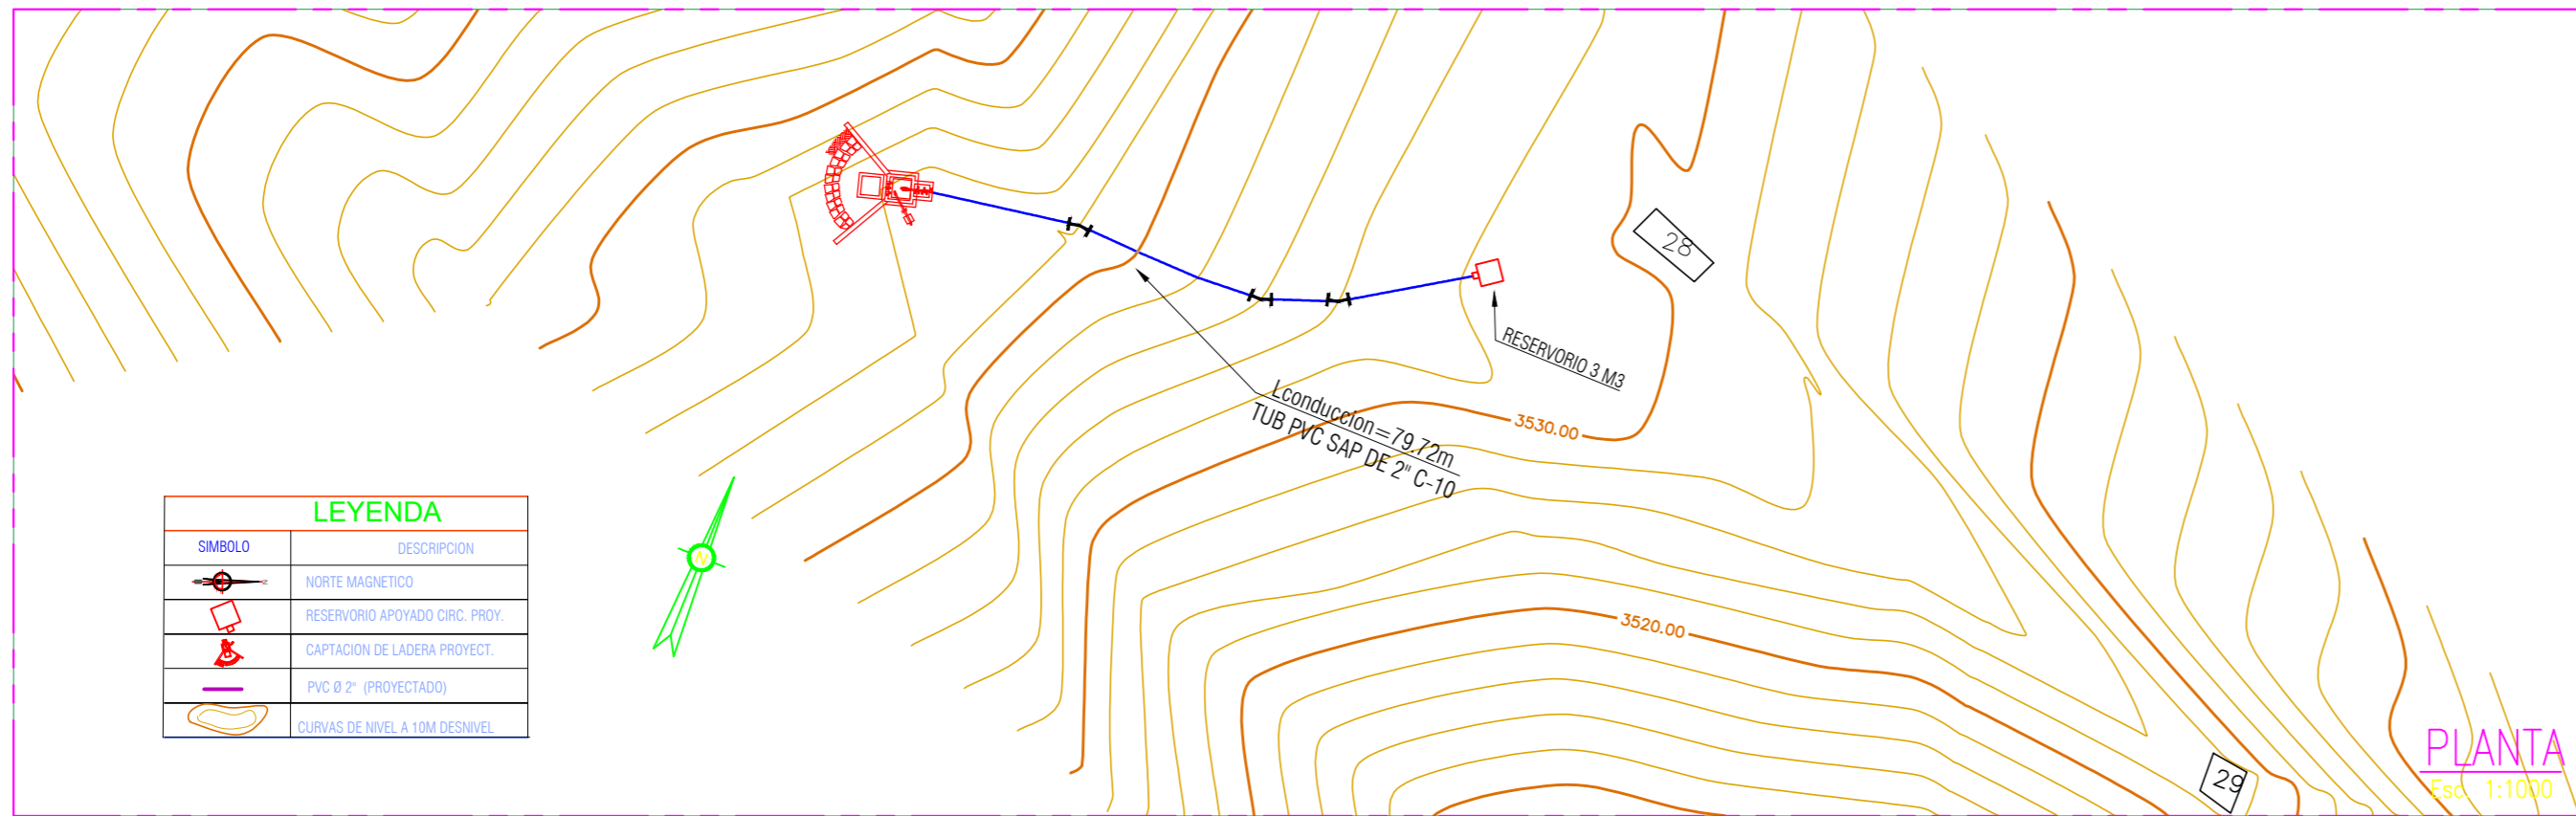 28
RESERVORIO 3 M3
Lconduccion=79.72m
TUB PVC SAP DE 2" C-10
3530.00
LEYENDA
SIMBOLO DESCRIPCION
NORTE MAGNETICO
RESERVORIO APOYADO CIRC. PROY.
CAPTACION DE LADERA PROYECT.
PVC Ø 2" (PROYECTADO)
CURVAS DE NIVEL A 10M DESNIVEL
N
3520.00
29
PLANTA
Esc. 1:1000